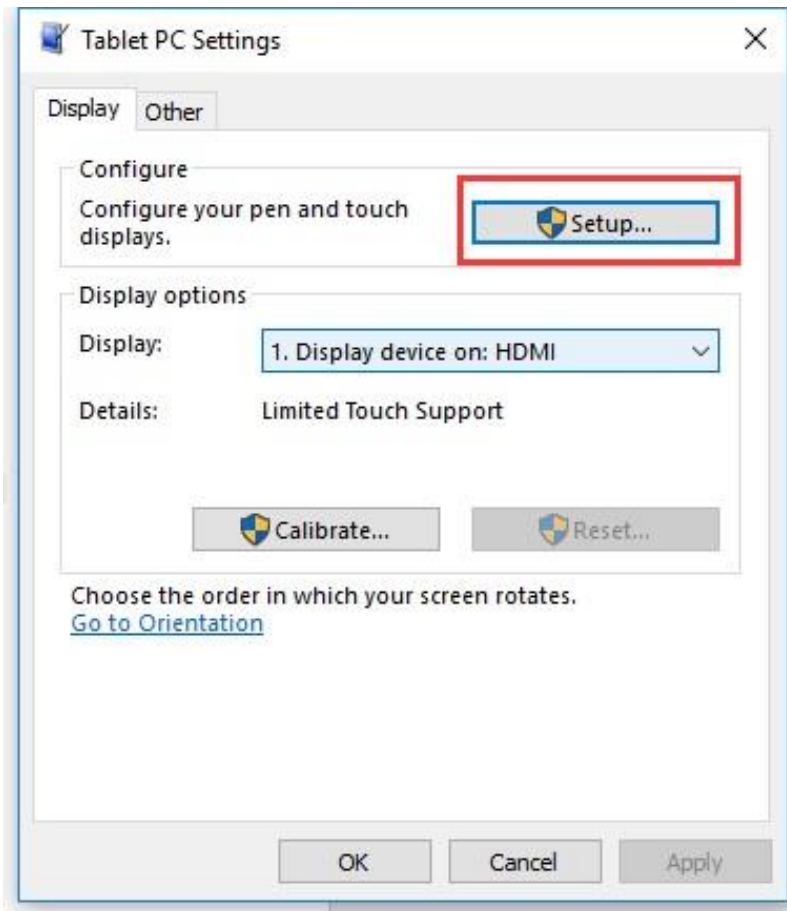 Tablet PC Settings
Display
Other
Configure
Configure your pen and touch
displays.
Setup...
Display options
Display:
1. Display device on: HDMI
Details:
Limited Touch Support
Calibrate...
Reset...
Choose the order in which your screen rotates.
Go to Orientation
OK
Cancel
Apply